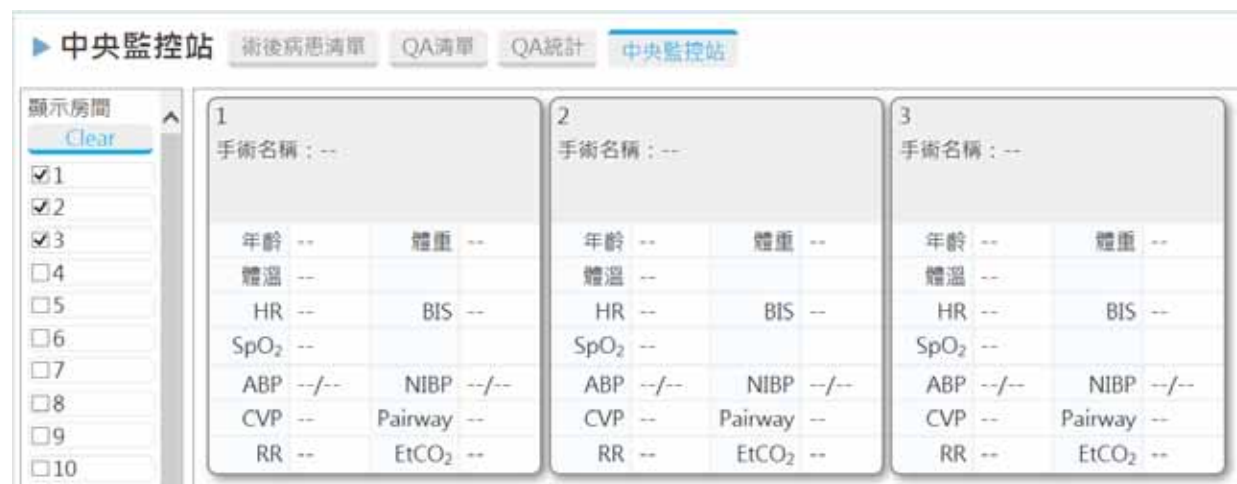 ▶ 中央監控站 術後病患清單 QA清單 QA統計 中央監控站
顯示房間
Clear
1
2
3
4
5
6
7
8
9
10
1
手術名稱：--
年齡 -- 體重 --
體溫 --
HR -- BIS --
SpO₂ --
ABP --/-- NIBP --/--
CVP -- Pairway --
RR -- EtCO₂ --
2
手術名稱：--
年齡 -- 體重 --
體溫 --
HR -- BIS --
SpO₂ --
ABP --/-- NIBP --/--
CVP -- Pairway --
RR -- EtCO₂ --
3
手術名稱：--
年齡 -- 體重 --
體溫 --
HR -- BIS --
SpO₂ --
ABP --/-- NIBP --/--
CVP -- Pairway --
RR -- EtCO₂ --